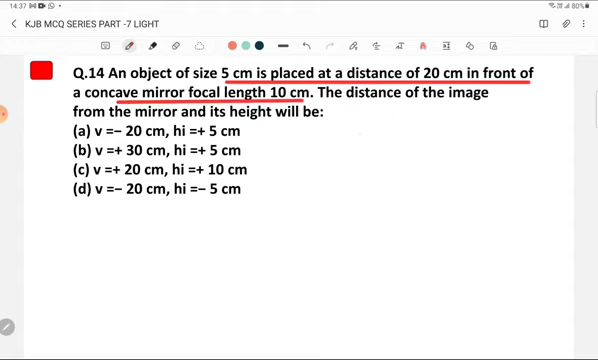 14:37
80%
KJB MCQ SERIES PART -7 LIGHT
Q.14 An object of size 5 cm is placed at a distance of 20 cm in front of
a concave mirror focal length 10 cm. The distance of the image
from the mirror and its height will be:
(a) v =− 20 cm, hi =+ 5 cm
(b) v =+ 30 cm, hi =+ 5 cm
(c) v =+ 20 cm, hi =+ 10 cm
(d) v =− 20 cm, hi =− 5 cm